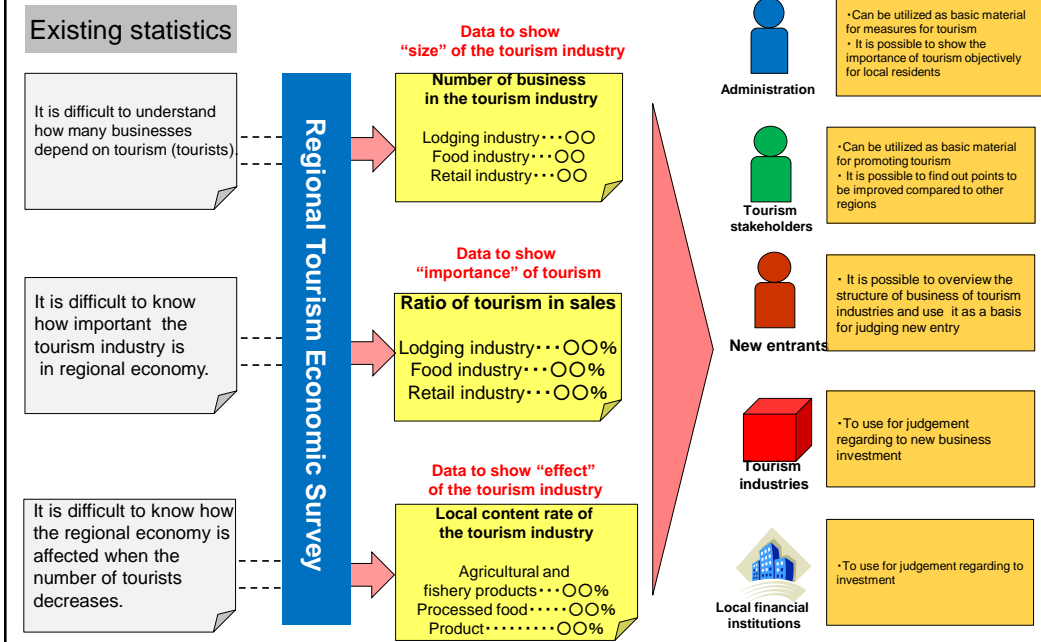 Existing statistics
It is difficult to understand
how many businesses
depend on tourism (tourists).
It is difficult to know
how important the
tourism industry is
in regional economy.
It is difficult to know how
the regional economy is
affected when the
number of tourists
decreases.
Regional Tourism Economic Survey
Data to show
“size” of the tourism industry
Number of business
in the tourism industry
Lodging industry･･･〇〇
Food industry･･･〇〇
Retail industry･･･〇〇
Data to show
“importance” of tourism
Ratio of tourism in sales
Lodging industry･･･〇〇%
Food industry･･･〇〇%
Retail industry･･･〇〇%
Data to show “effect”
of the tourism industry
Local content rate of
the tourism industry
Agricultural and
fishery products･･･〇〇%
Processed food･････〇〇%
Product･････････〇〇%
Administration
・Can be utilized as basic material
for measures for tourism
・ It is possible to show the
importance of tourism objectively
for local residents
Tourism
stakeholders
・Can be utilized as basic material
for promoting tourism
・ It is possible to find out points to
be improved compared to other
regions
New entrants
・ It is possible to overview the
structure of business of tourism
industries and use it as a basis
for judging new entry
Tourism
industries
・To use for judgement
regarding to new business
investment
Local financial
institutions
・To use for judgement regarding to
investment